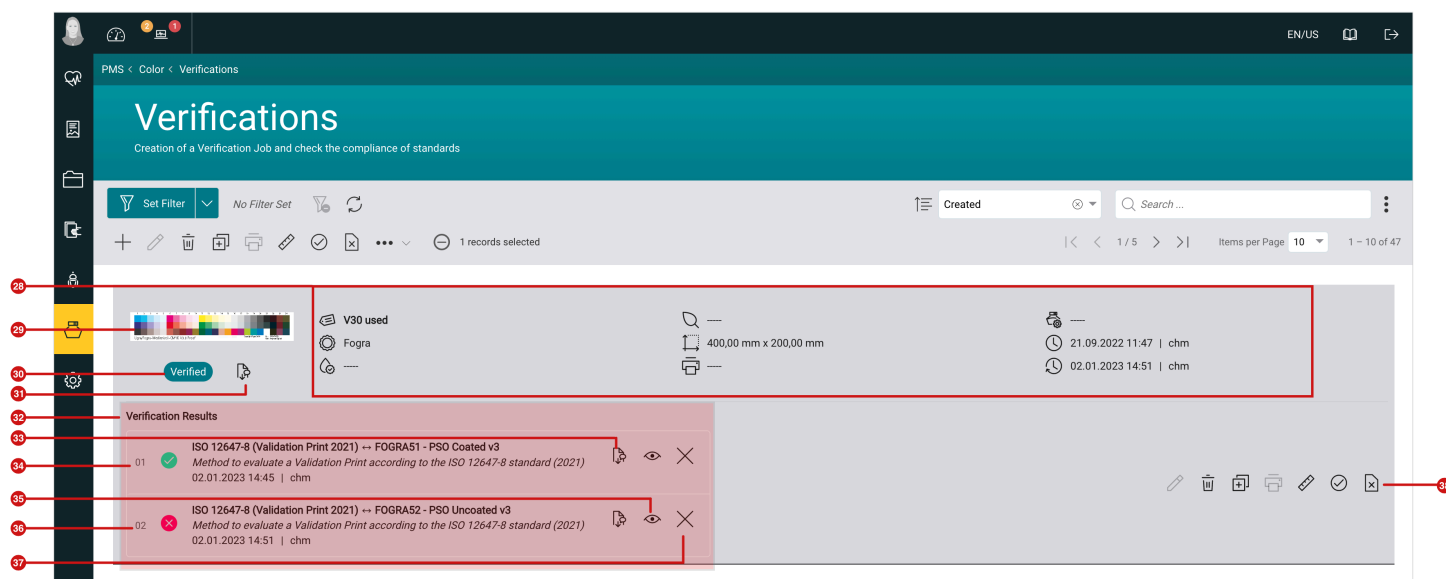 2 1 EN/US
PMS < Color < Verifications
Verifications
Creation of a Verification Job and check the compliance of standards
Set Filter No Filter Set Created Search ...
1 records selected 1 / 5 Items per Page 10 1 – 10 of 47
28
29
30
31
32
33
34
35
36
37
38
V30 used ---- ----
Fogra 400,00 mm x 200,00 mm 21.09.2022 11:47 | chm
---- ---- 02.01.2023 14:51 | chm
Verified
Verification Results
01 ISO 12647-8 (Validation Print 2021) ↔ FOGRA51 - PSO Coated v3
Method to evaluate a Validation Print according to the ISO 12647-8 standard (2021)
02.01.2023 14:45 | chm
02 ISO 12647-8 (Validation Print 2021) ↔ FOGRA52 - PSO Uncoated v3
Method to evaluate a Validation Print according to the ISO 12647-8 standard (2021)
02.01.2023 14:51 | chm